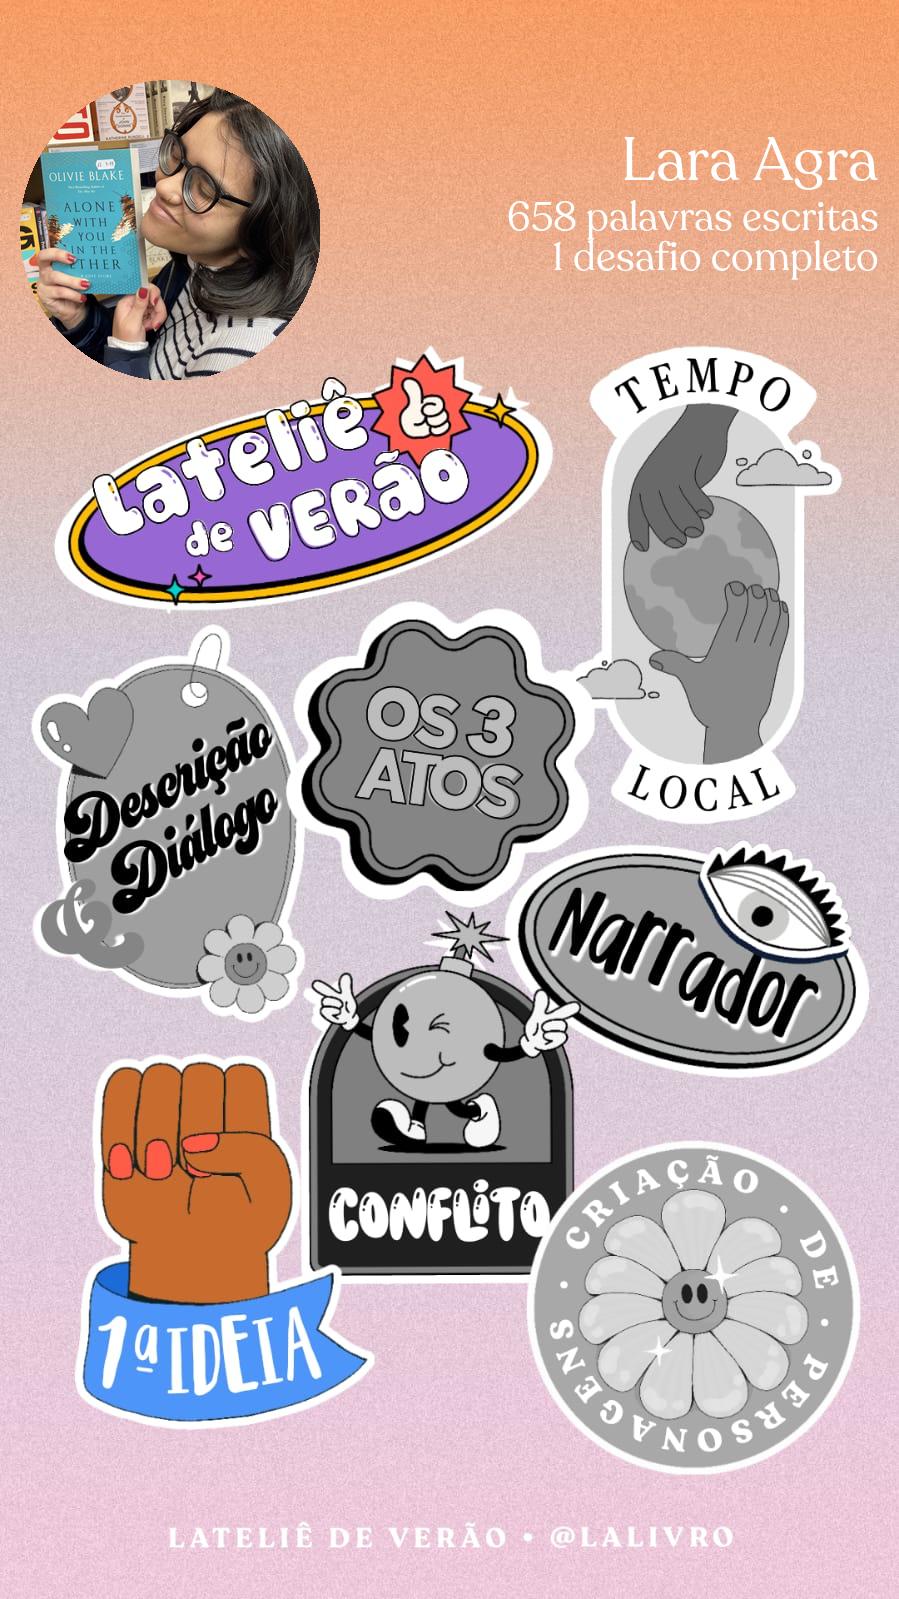 Lara Agra
658 palavras escritas
1 desafio completo
OLIVIE BLAKE
ALONE
WITH
YOU
IN THE
ETHER
Lateliê
de VERÃO
TEMPO
LOCAL
OS 3
ATOS
Descrição
&
Diálogo
Narrador
CONFLITO
1ª IDEIA
CRIAÇÃO · DE · PERSONAGENS ·
LATELIÊ DE VERÃO • @LALIVRO